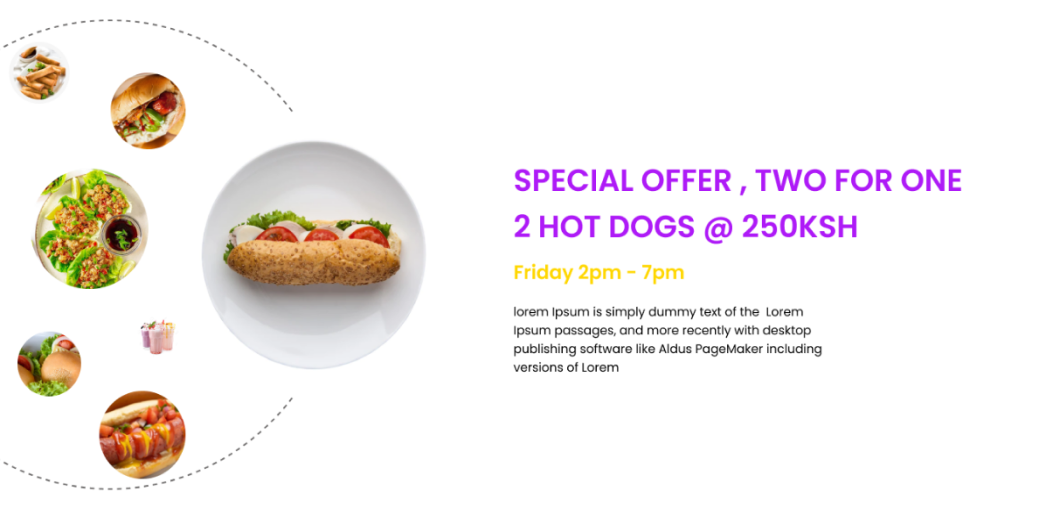 SPECIAL OFFER , TWO FOR ONE
2 HOT DOGS @ 250KSH
Friday 2pm - 7pm
lorem Ipsum is simply dummy text of the  Lorem
Ipsum passages, and more recently with desktop
publishing software like Aldus PageMaker including
versions of Lorem